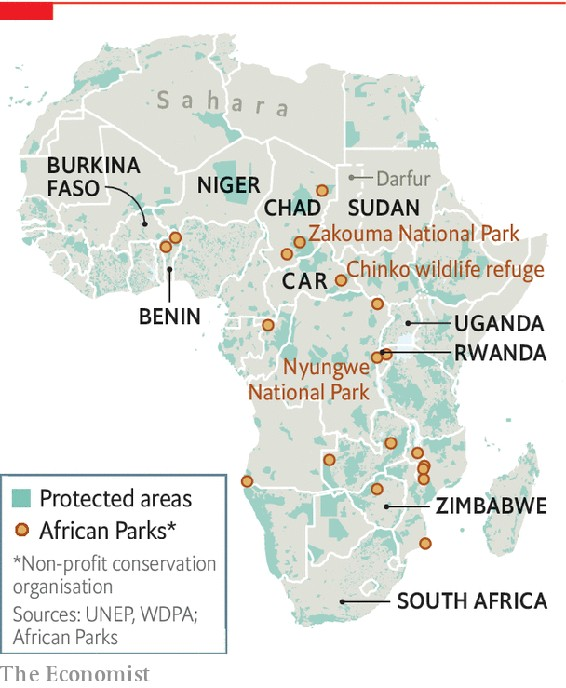 Sahara
BURKINA
FASO
NIGER
Darfur
CHAD
SUDAN
Zakouma National Park
Chinko wildlife refuge
CAR
BENIN
UGANDA
RWANDA
Nyungwe
National Park
ZIMBABWE
SOUTH AFRICA
Protected areas
African Parks*
*Non-profit conservation
organisation
Sources: UNEP, WDPA;
African Parks
The Economist